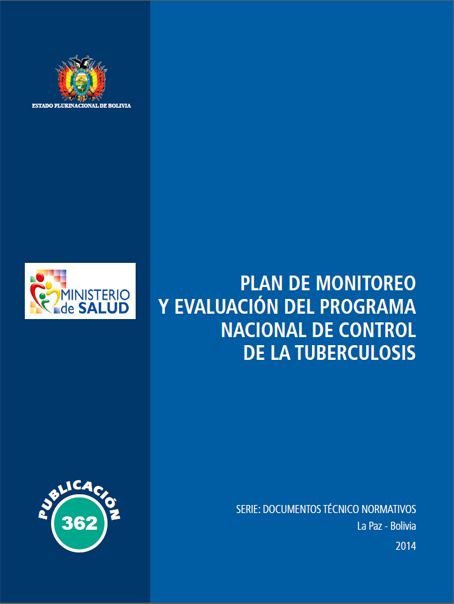 ESTADO PLURINACIONAL DE BOLIVIA
MINISTERIO
de SALUD
PLAN DE MONITOREO
Y EVALUACIÓN DEL PROGRAMA
NACIONAL DE CONTROL
DE LA TUBERCULOSIS
PUBLICACIÓN
362
SERIE: DOCUMENTOS TÉCNICO NORMATIVOS
La Paz - Bolivia
2014